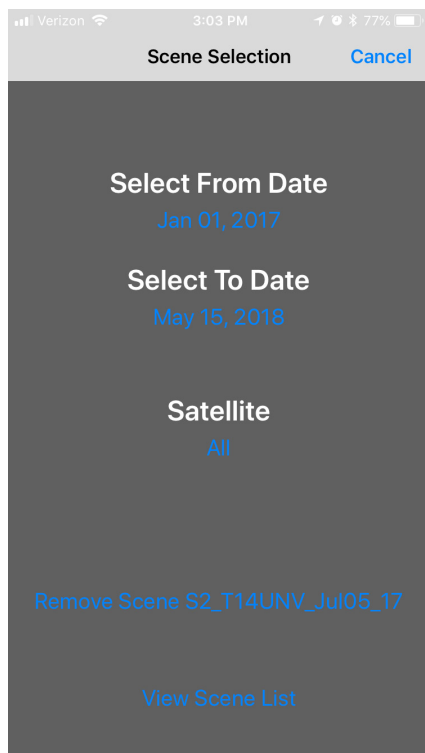 Verizon 3:03 PM 77%
Scene Selection Cancel
Select From Date
Jan 01, 2017
Select To Date
May 15, 2018
Satellite
All
Remove Scene S2_T14UNV_Jul05_17
View Scene List